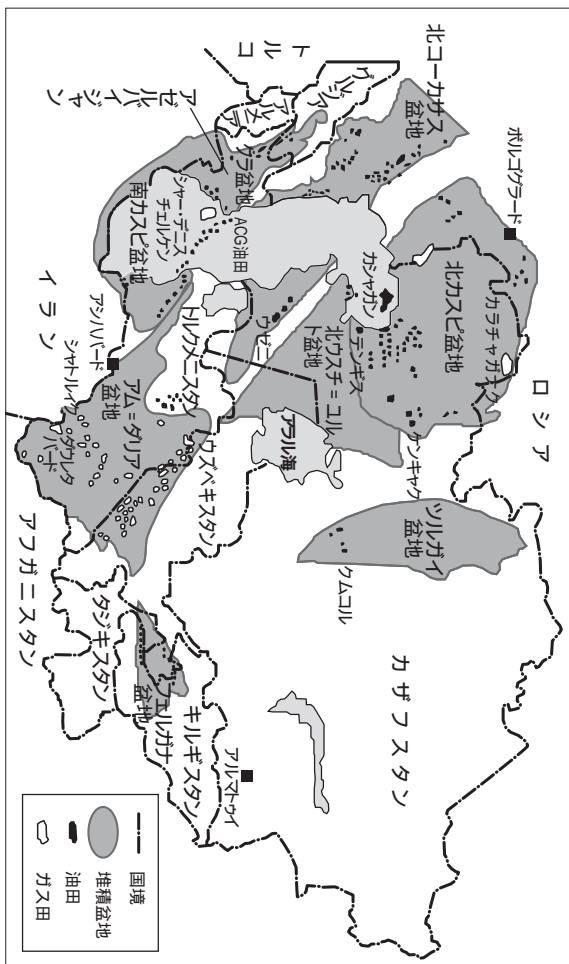 ロシア
ボルゴグラード
北コーカサス
盆地
カラチャガナク
北カスピ盆地
ケンキャク
ツルガイ
盆地
クムコル
カザフスタン
カシャガン
テンギス
北ウスチ=ユル
ト盆地
アラル海
ウゼニ
グルジア
アルメニア
トルコ
アゼル
バイジャン
クラ盆地
ACG油田
シャー・デニス
チェルケン
南カスピ盆地
トルクメニスタン
ウズベキスタン
キルギスタン
アルマトゥイ
フェルガナ
盆地
タジキスタン
アム=ダリア
盆地
イラン
アシハバード
シャトルイク
ダウレタ
バード
アフガニスタン
国境
堆積盆地
油田
ガス田